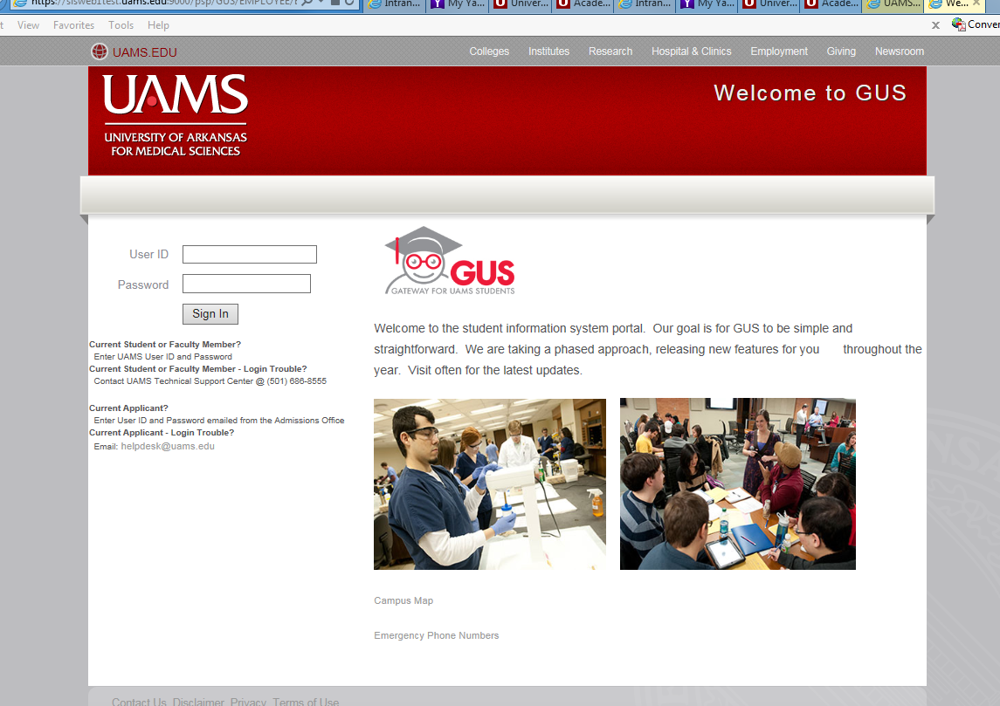 https://sisweb1test.uams.edu:9000/psp/GUS/EMPLOYEE/
Intran... My Ya... Univer... Acade... Intran... My Ya... Univer... Acade... UAMS... We...
View Favorites Tools Help
x Conver
UAMS.EDU Colleges Institutes Research Hospital & Clinics Employment Giving Newsroom
UAMS
UNIVERSITY OF ARKANSAS
FOR MEDICAL SCIENCES
Welcome to GUS
User ID
Password
Sign In
Current Student or Faculty Member?
Enter UAMS User ID and Password
Current Student or Faculty Member - Login Trouble?
Contact UAMS Technical Support Center @ (501) 686-8555
Current Applicant?
Enter User ID and Password emailed from the Admissions Office
Current Applicant - Login Trouble?
Email: helpdesk@uams.edu
GUS
GATEWAY FOR UAMS STUDENTS
Welcome to the student information system portal. Our goal is for GUS to be simple and
straightforward. We are taking a phased approach, releasing new features for you throughout the
year. Visit often for the latest updates.
Campus Map
Emergency Phone Numbers
Contact Us Disclaimer Privacy Terms of Use